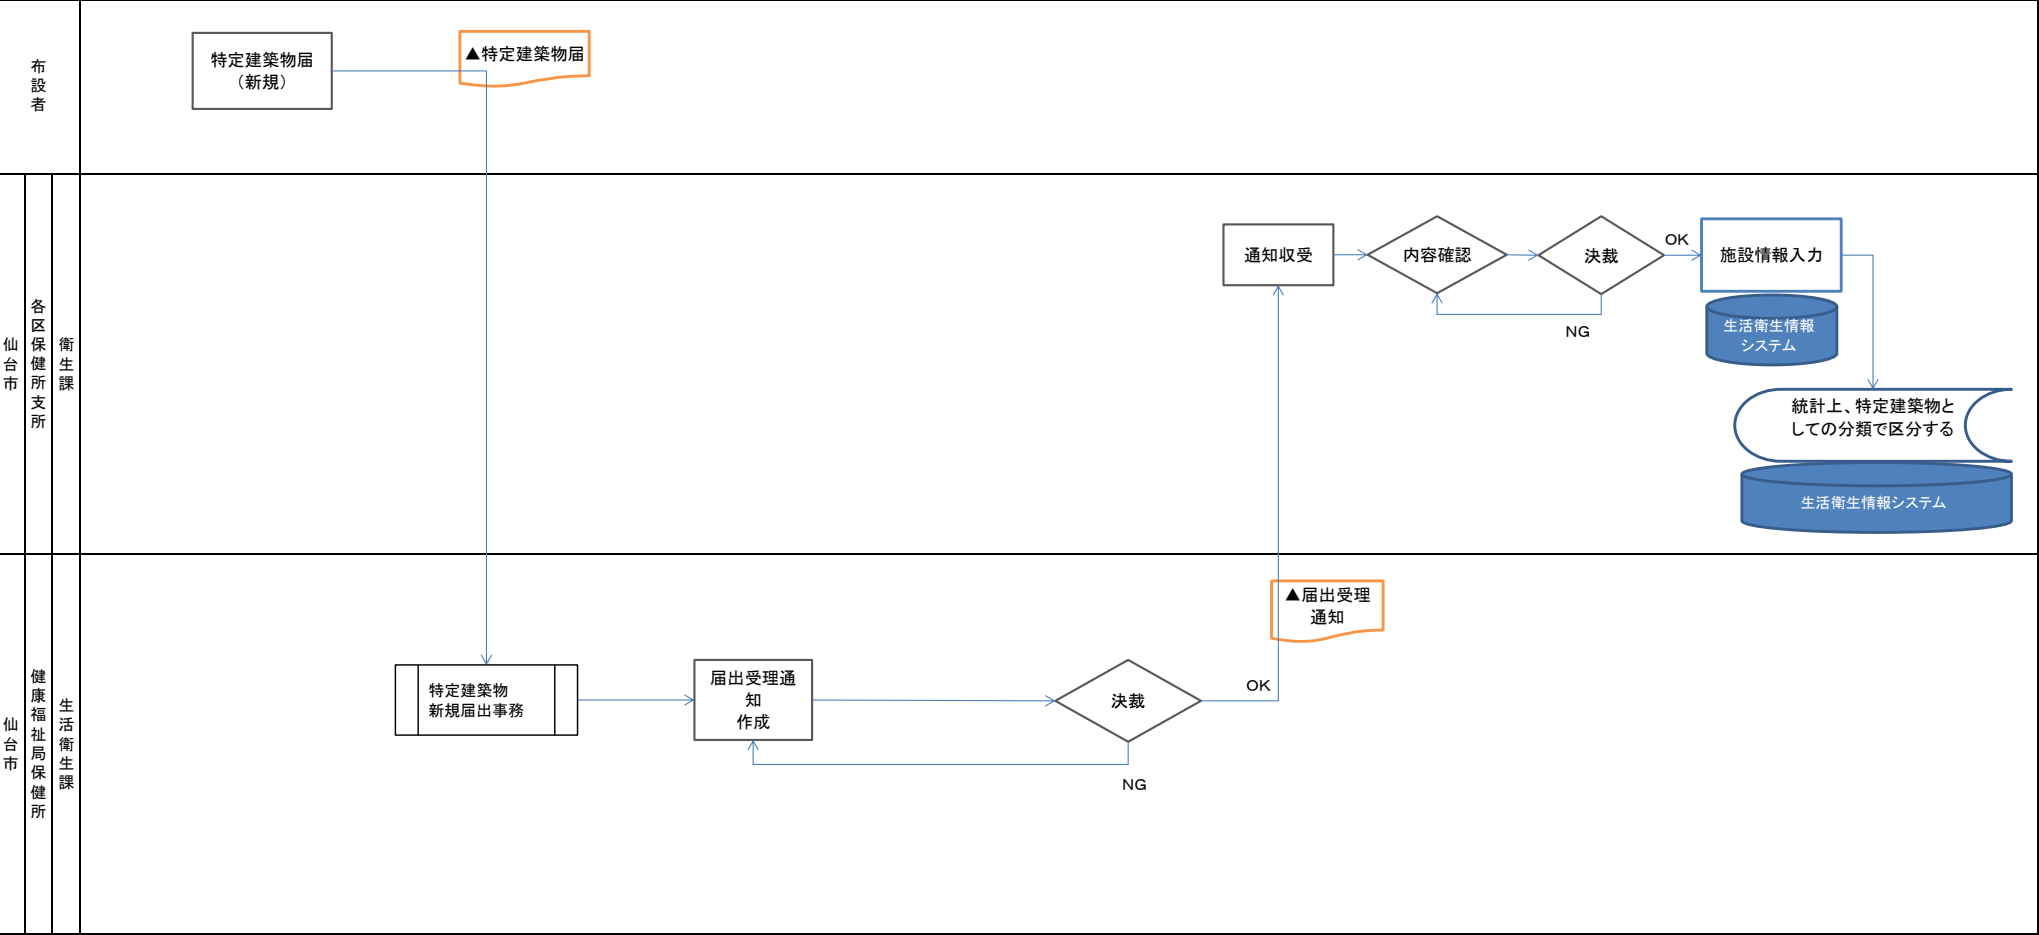 布設者
特定建築物届
（新規）
▲特定建築物届
仙台市
各区保健所支所
衛生課
通知収受
内容確認
決裁
OK
NG
施設情報入力
生活衛生情報
システム
統計上、特定建築物と
しての分類で区分する
生活衛生情報システム
仙台市
健康福祉局保健所
生活衛生課
特定建築物
新規届出事務
届出受理通
知
作成
決裁
OK
NG
▲届出受理
通知